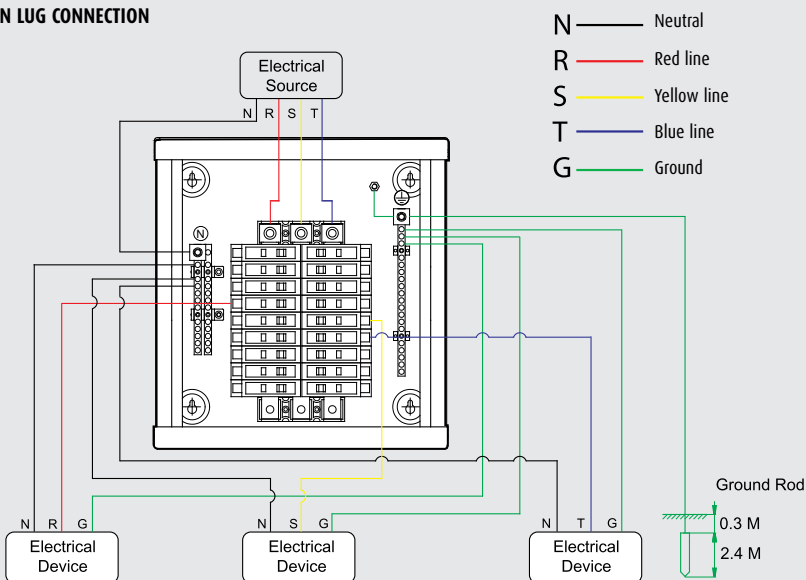 N LUG CONNECTION
N Neutral
R Red line
S Yellow line
T Blue line
G Ground
Electrical
Source
N R S T
N
Ground Rod
0.3 M
2.4 M
N R G
Electrical
Device
N S G
Electrical
Device
N T G
Electrical
Device